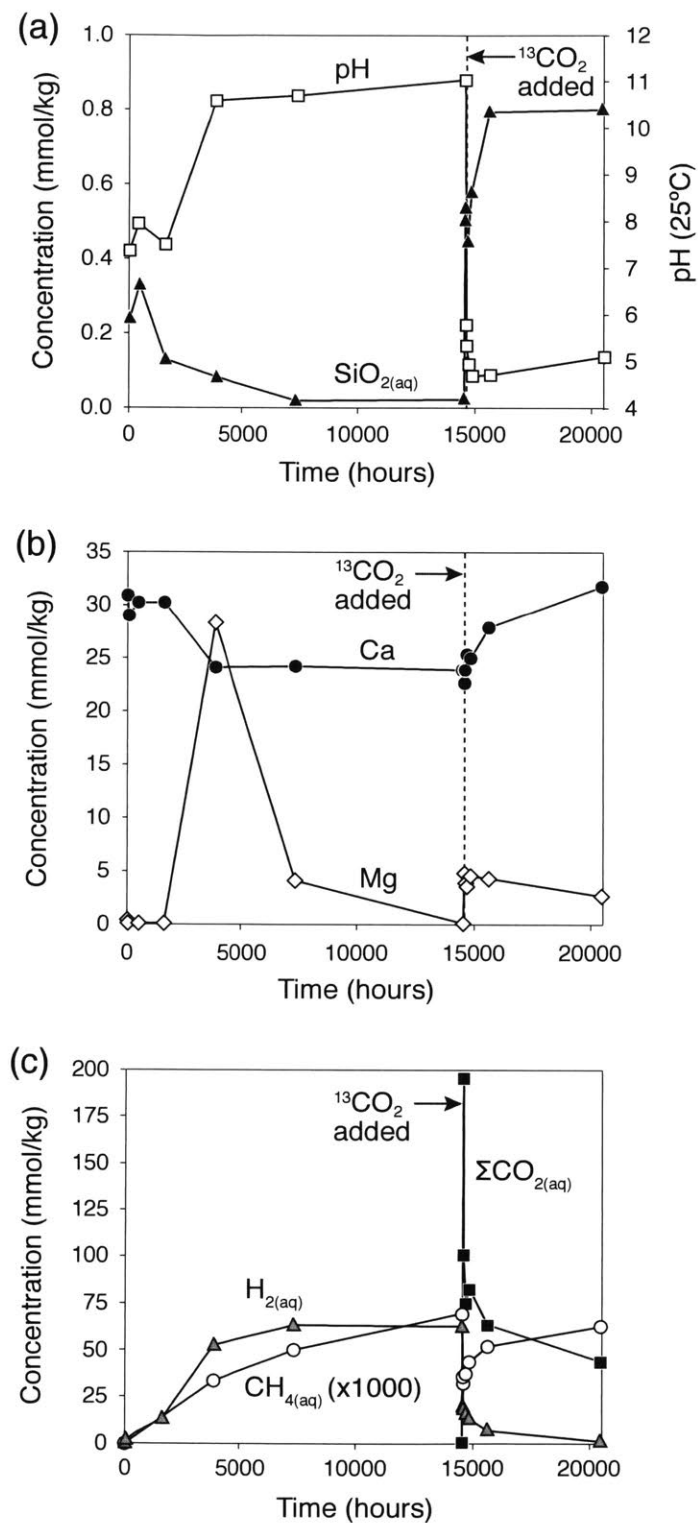 (a)
Concentration (mmol/kg)
1.0
0.8
0.6
0.4
0.2
0.0
pH
¹³CO₂
added
SiO₂(aq)
12
11
10
9
8
7
6
5
4
pH (25ºC)
0
5000
10000
15000
20000
Time (hours)
(b)
Concentration (mmol/kg)
35
30
25
20
15
10
5
0
¹³CO₂
added
Ca
Mg
0
5000
10000
15000
20000
Time (hours)
(c)
Concentration (mmol/kg)
200
175
150
125
100
75
50
25
0
¹³CO₂
added
ΣCO₂(aq)
H₂(aq)
CH₄(aq) (x1000)
0
5000
10000
15000
20000
Time (hours)